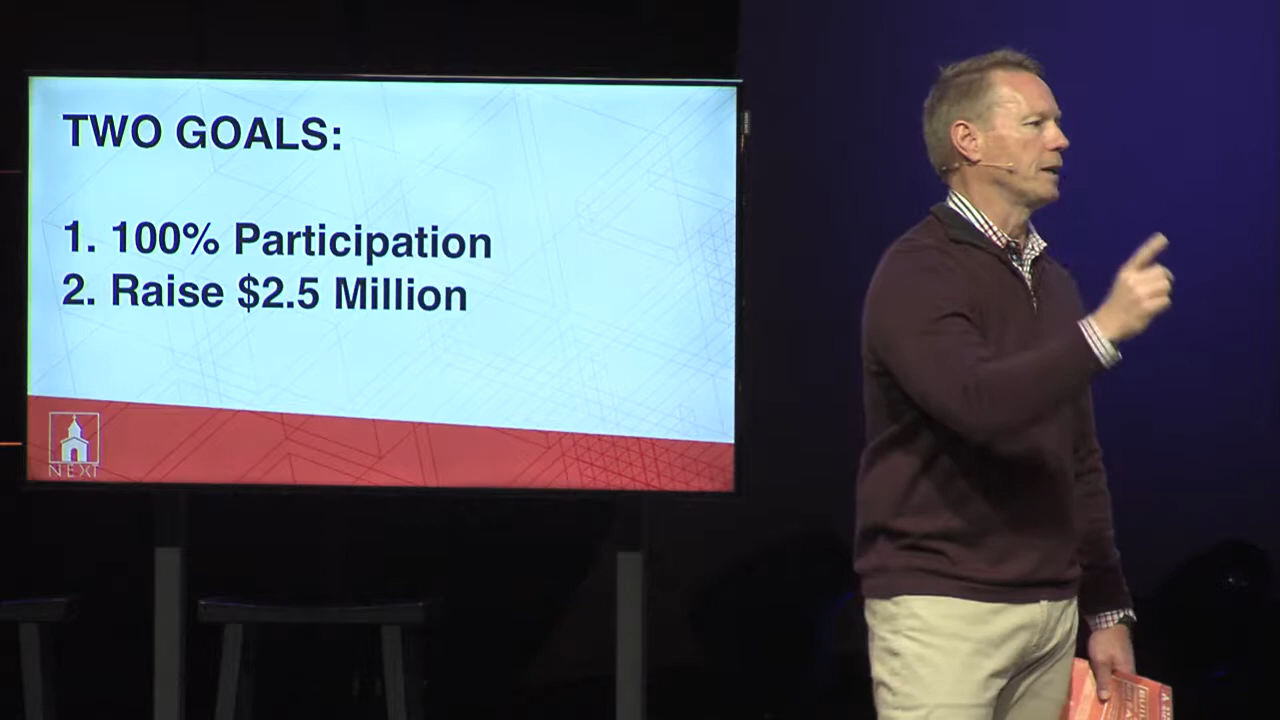 TWO GOALS:
1. 100% Participation
2. Raise $2.5 Million
NEXT